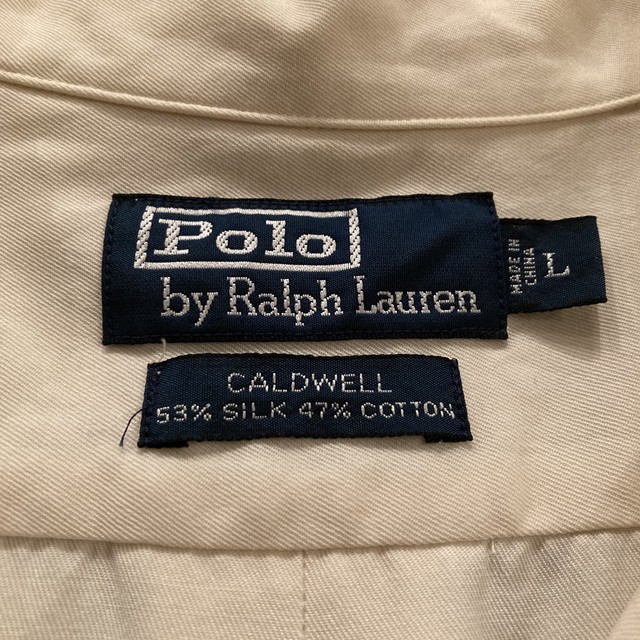 Polo
by Ralph Lauren
MADE IN
CHINA
L
CALDWELL
53% SILK 47% COTTON